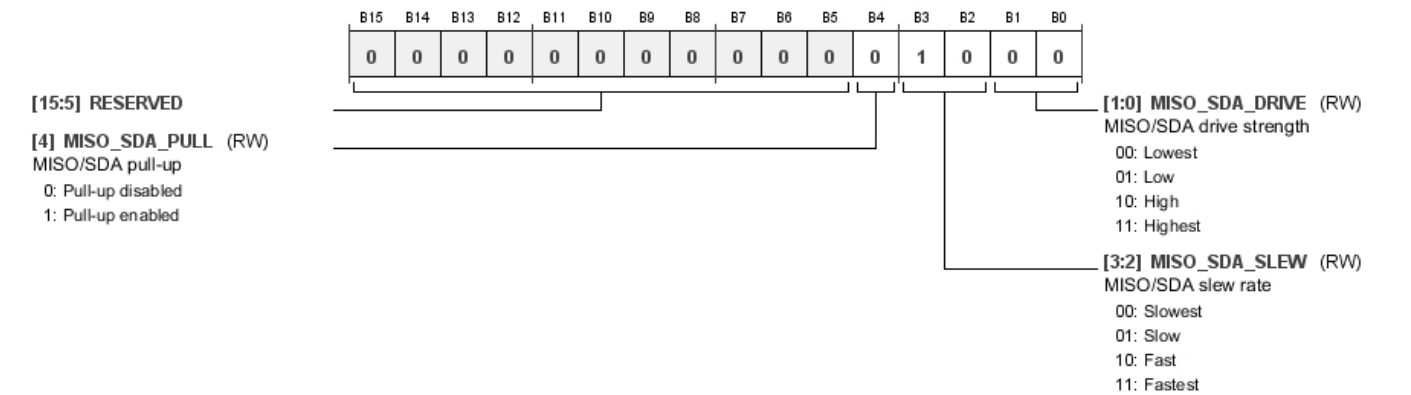 B15 B14 B13 B12 B11 B10 B9 B8 B7 B6 B5 B4 B3 B2 B1 B0
0 0 0 0 0 0 0 0 0 0 0 0 1 0 0 0
[15:5] RESERVED
[4] MISO_SDA_PULL (RW)
MISO/SDA pull-up
0: Pull-up disabled
1: Pull-up enabled
[1:0] MISO_SDA_DRIVE (RW)
MISO/SDA drive strength
00: Lowest
01: Low
10: High
11: Highest
[3:2] MISO_SDA_SLEW (RW)
MISO/SDA slew rate
00: Slowest
01: Slow
10: Fast
11: Fastest